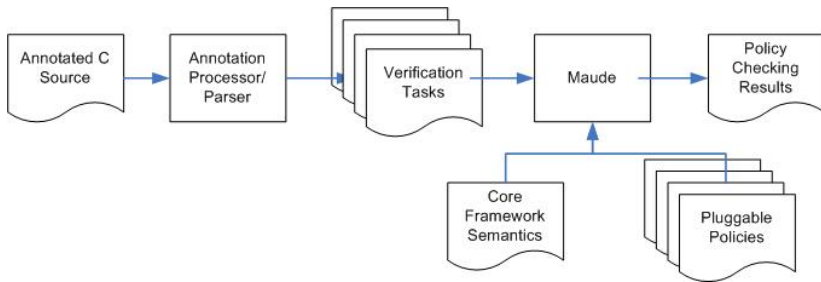 Annotated C
Source
Annotation
Processor/
Parser
Verification
Tasks
Maude
Policy
Checking
Results
Core
Framework
Semantics
Pluggable
Policies